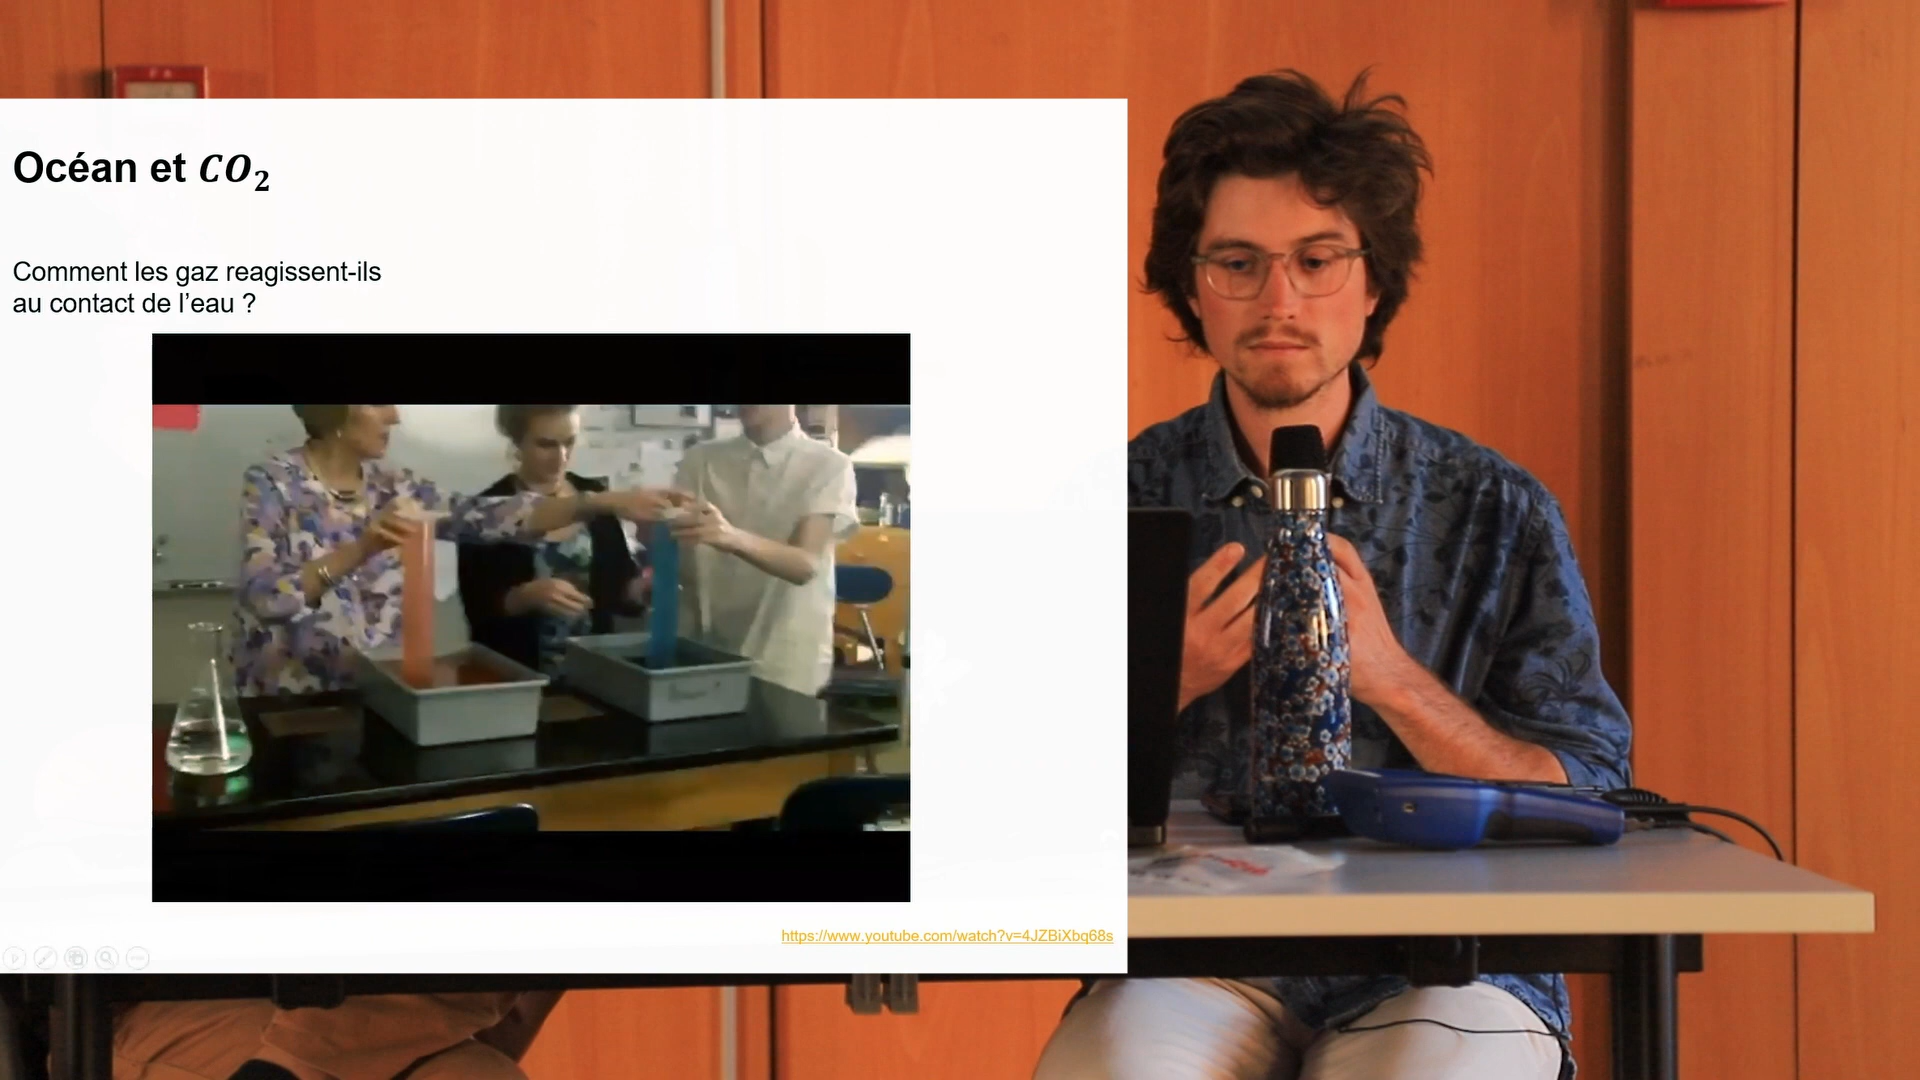 Océan et CO₂
Comment les gaz reagissent-ils
au contact de l’eau ?
https://www.youtube.com/watch?v=4JZBiXbq68s